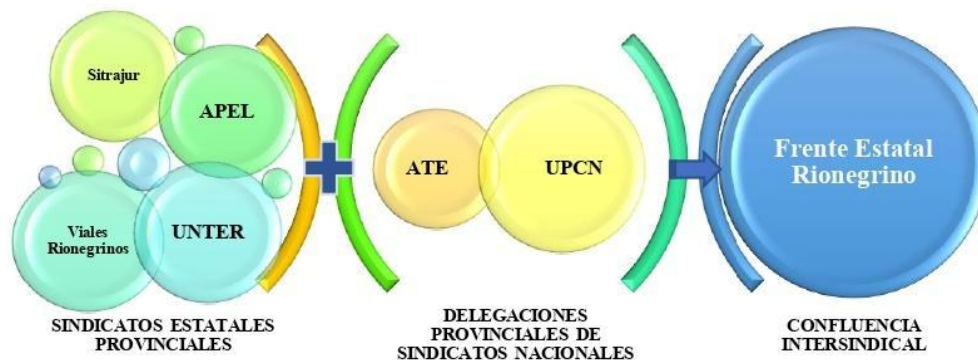 Sitrajur
APEL
Viales
Rionegrinos
UNTER
SINDICATOS ESTATALES
PROVINCIALES
ATE
UPCN
DELEGACIONES
PROVINCIALES DE
SINDICATOS NACIONALES
Frente Estatal
Rionegrino
CONFLUENCIA
INTERSINDICAL